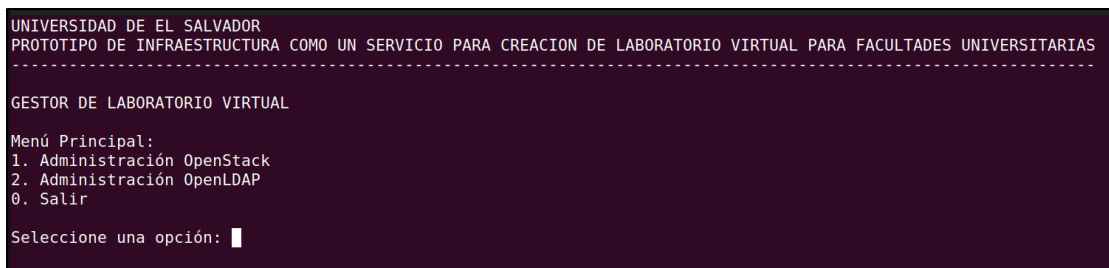 UNIVERSIDAD DE EL SALVADOR
PROTOTIPO DE INFRAESTRUCTURA COMO UN SERVICIO PARA CREACION DE LABORATORIO VIRTUAL PARA FACULTADES UNIVERSITARIAS
-----------------------------------------------------------------------------------------------------------------
GESTOR DE LABORATORIO VIRTUAL
Menú Principal:
1. Administración OpenStack
2. Administración OpenLDAP
0. Salir
Seleccione una opción: